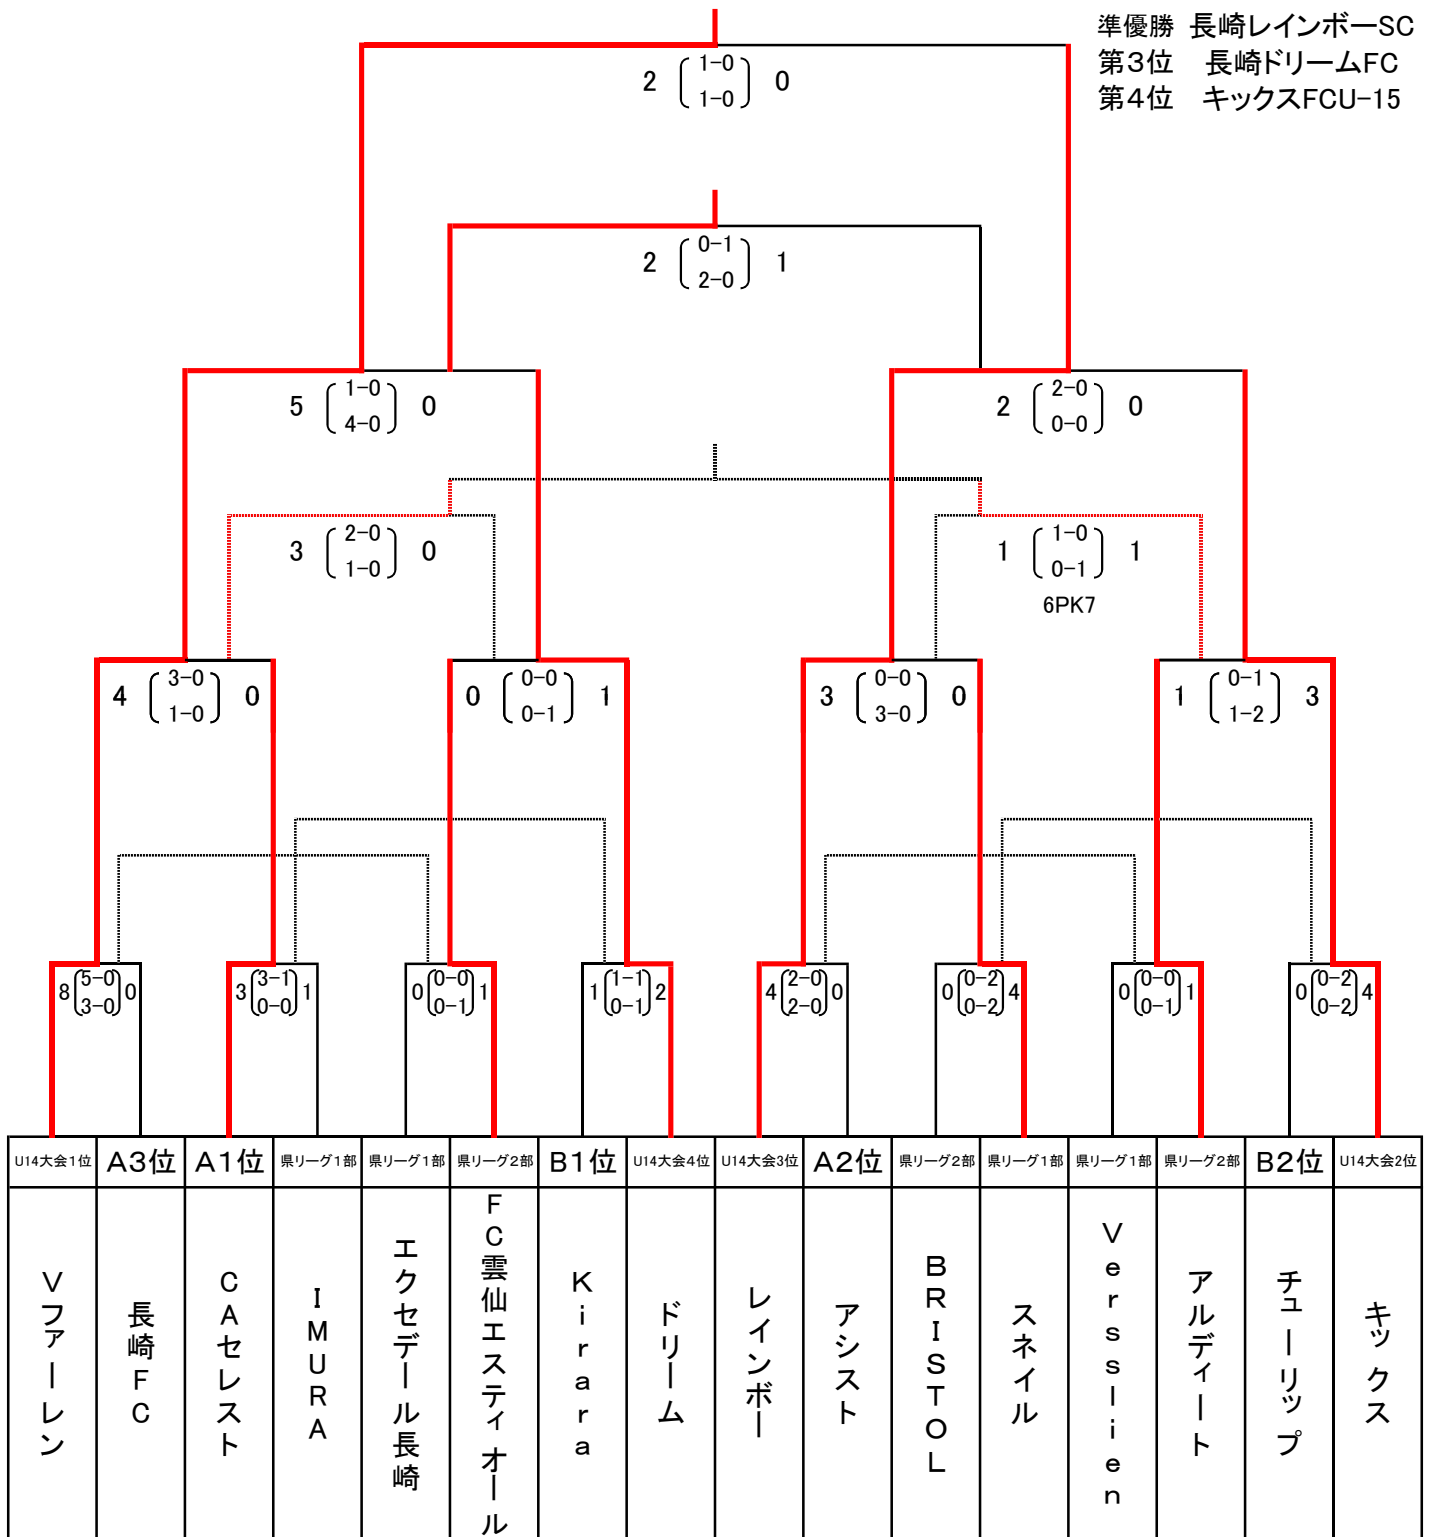 準優勝 長崎レインボーSC
第3位 長崎ドリームFC
第4位 キックスFCU-15
2 1-0 0
1-0
2 0-1 1
2-0
5 1-0 0
4-0
2 2-0 0
0-0
3 2-0 0
1-0
1 1-0 1
0-1
6PK7
4 3-0 0
1-0
0 0-0 1
0-1
3 0-0 0
3-0
1 0-1 3
1-2
8 5-0 0
3-0
3 3-1 1
0-0
0 0-0 1
0-1
1 1-1 2
0-1
4 2-0 0
2-0
0 0-2 4
0-2
0 0-0 1
0-1
0 0-2 4
0-2
U14大会1位 A3位 A1位 県リーグ1部 県リーグ1部 県リーグ2部 B1位 U14大会4位 U14大会3位 A2位 県リーグ2部 県リーグ1部 県リーグ1部 県リーグ2部 B2位 U14大会2位
Vファーレン
長崎FC
CAセレスト
IMURA
エクセデール長崎
FC雲仙エスティオール
Kirara
ドリーム
レインボー
アシスト
BRISTOL
スネイル
Versslien
アルディート
チューリップ
キックス